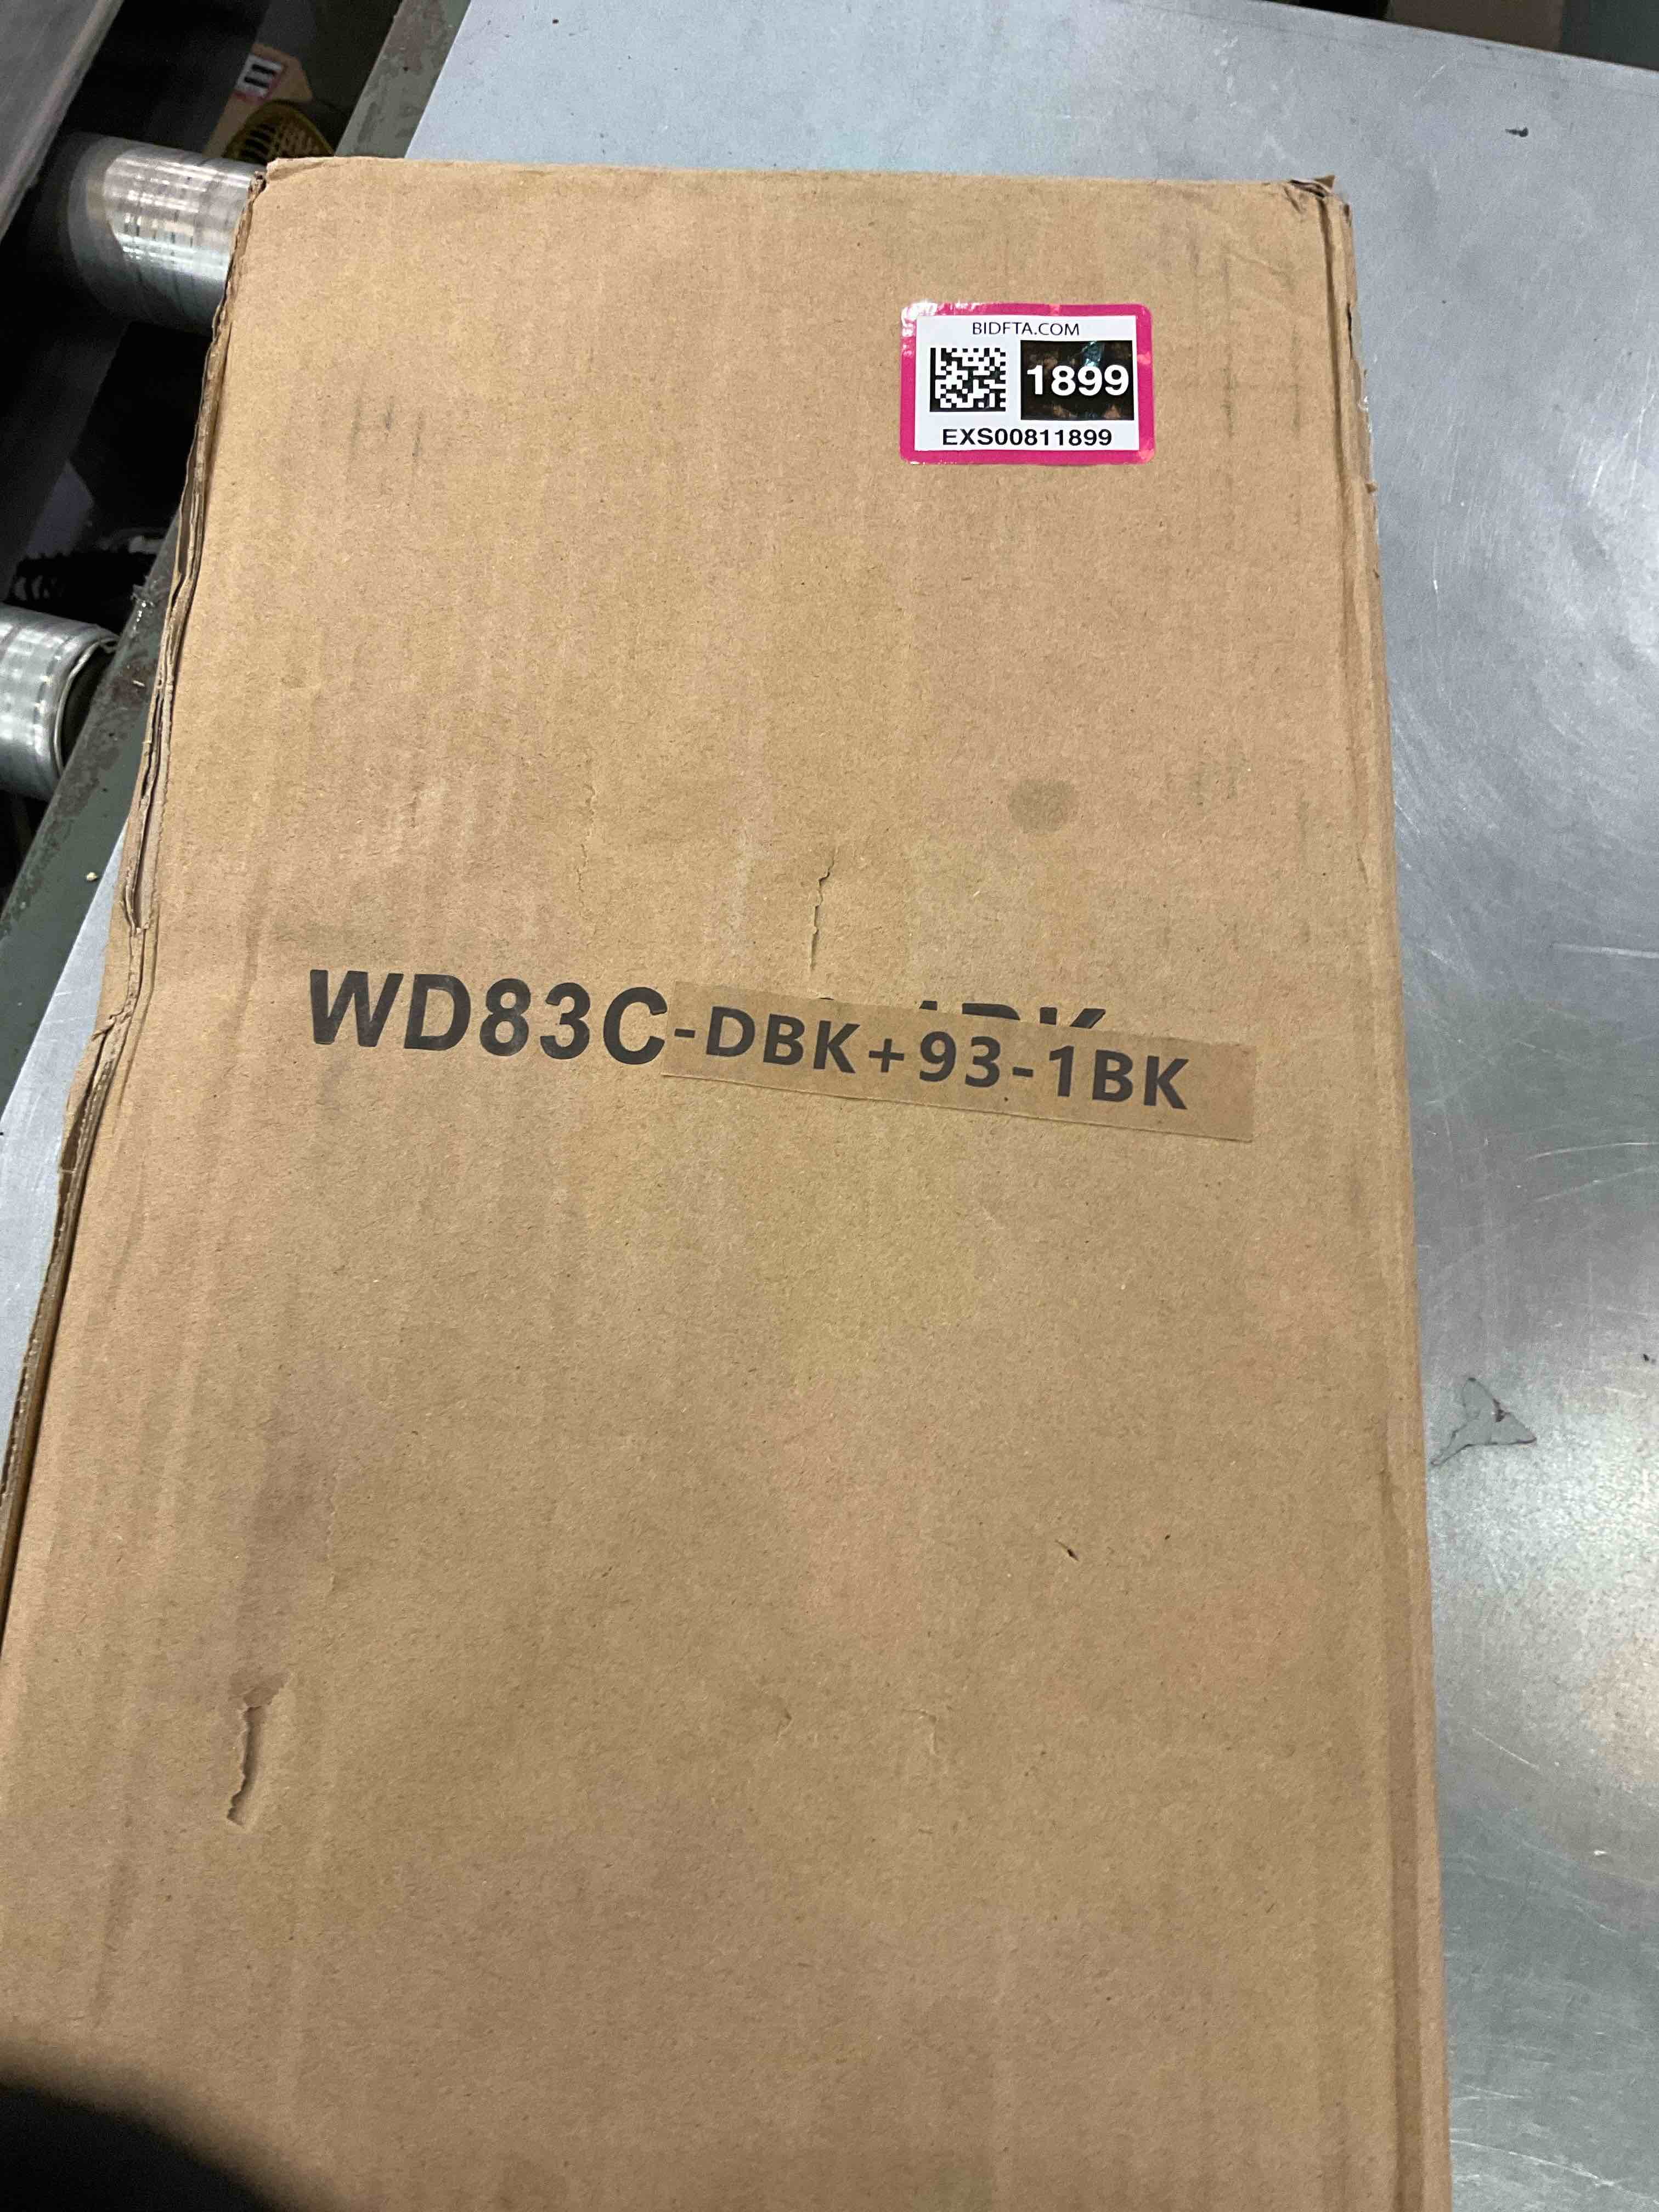 BIDFTA.COM
1899
EXS00811899
WD83C-DBK+93-1BK